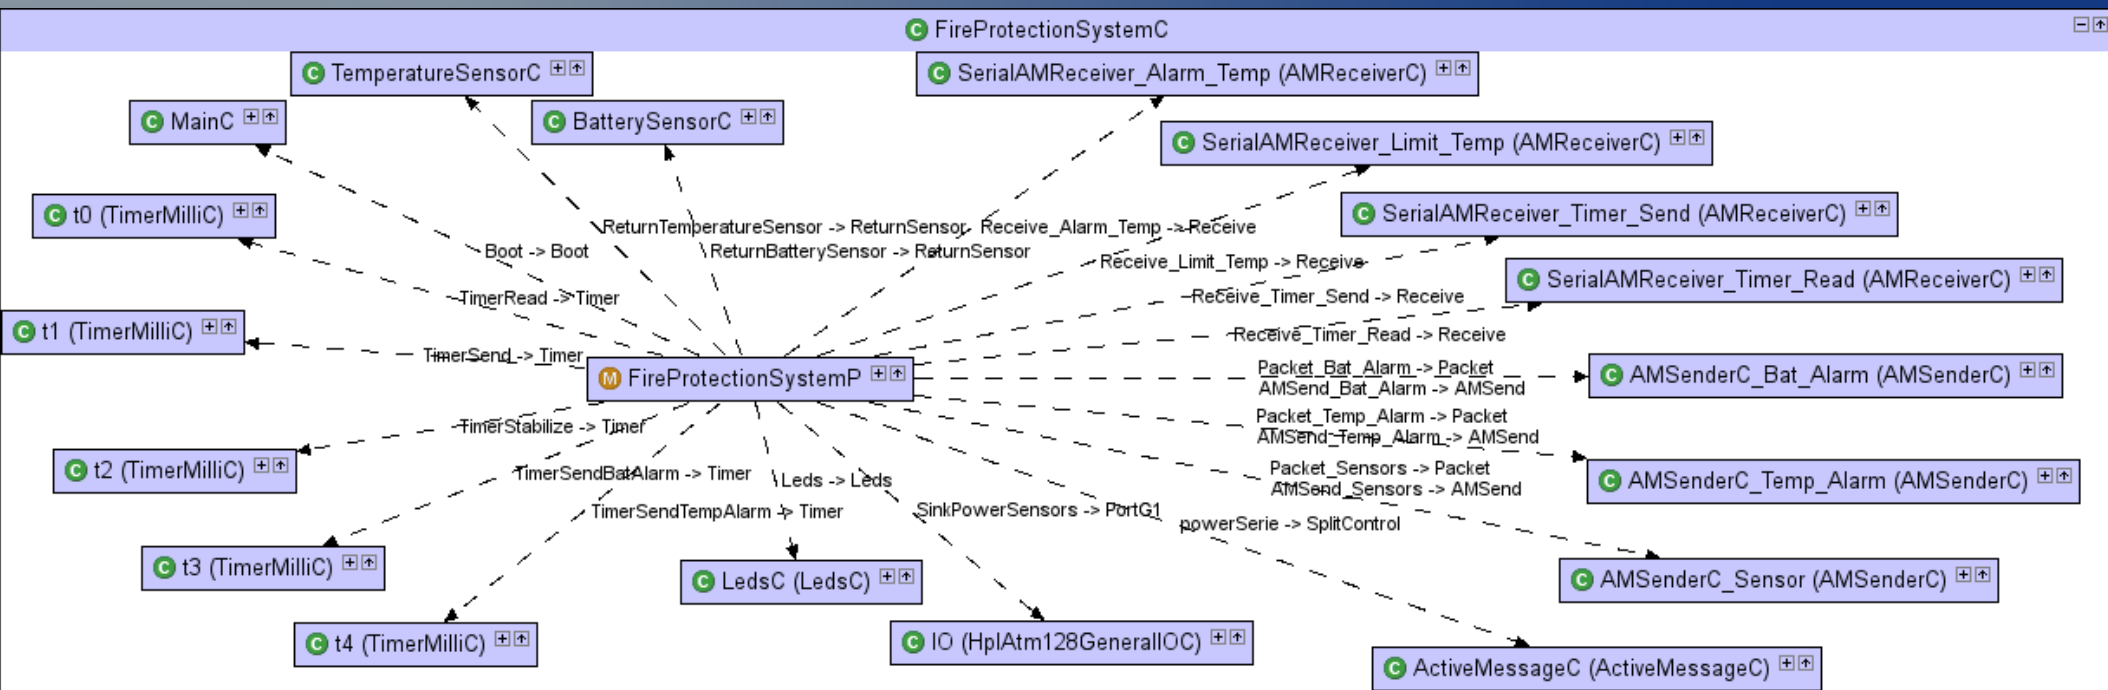 FireProtectionSystemC
TemperatureSensorC
SerialAMReceiver_Alarm_Temp (AMReceiverC)
MainC
BatterySensorC
SerialAMReceiver_Limit_Temp (AMReceiverC)
t0 (TimerMilliC)
SerialAMReceiver_Timer_Send (AMReceiverC)
ReturnTemperatureSensor -> ReturnSensor
Receive_Alarm_Temp -> Receive
Boot -> Boot
ReturnBatterySensor -> ReturnSensor
Receive_Limit_Temp -> Receive
SerialAMReceiver_Timer_Read (AMReceiverC)
TimerRead -> Timer
Receive_Timer_Send -> Receive
t1 (TimerMilliC)
Receive_Timer_Read -> Receive
TimerSend -> Timer
FireProtectionSystemP
Packet_Bat_Alarm -> Packet
AMSend_Bat_Alarm -> AMSend
AMSenderC_Bat_Alarm (AMSenderC)
Packet_Temp_Alarm -> Packet
AMSend_Temp_Alarm -> AMSend
TimerStabilize -> Timer
t2 (TimerMilliC)
Packet_Sensors -> Packet
AMSend_Sensors -> AMSend
AMSenderC_Temp_Alarm (AMSenderC)
TimerSendBatAlarm -> Timer
Leds -> Leds
TimerSendTempAlarm -> Timer
SinkPowerSensors -> PortG1
powerSerie -> SplitControl
t3 (TimerMilliC)
LedsC (LedsC)
AMSenderC_Sensor (AMSenderC)
t4 (TimerMilliC)
IO (HplAtm128GeneralIOC)
ActiveMessageC (ActiveMessageC)